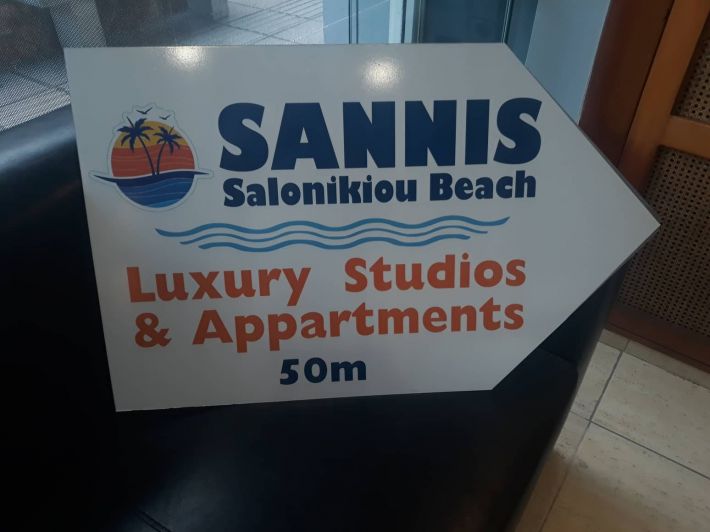 SANNIS
Salonikiou Beach
Luxury Studios
& Appartments
50m